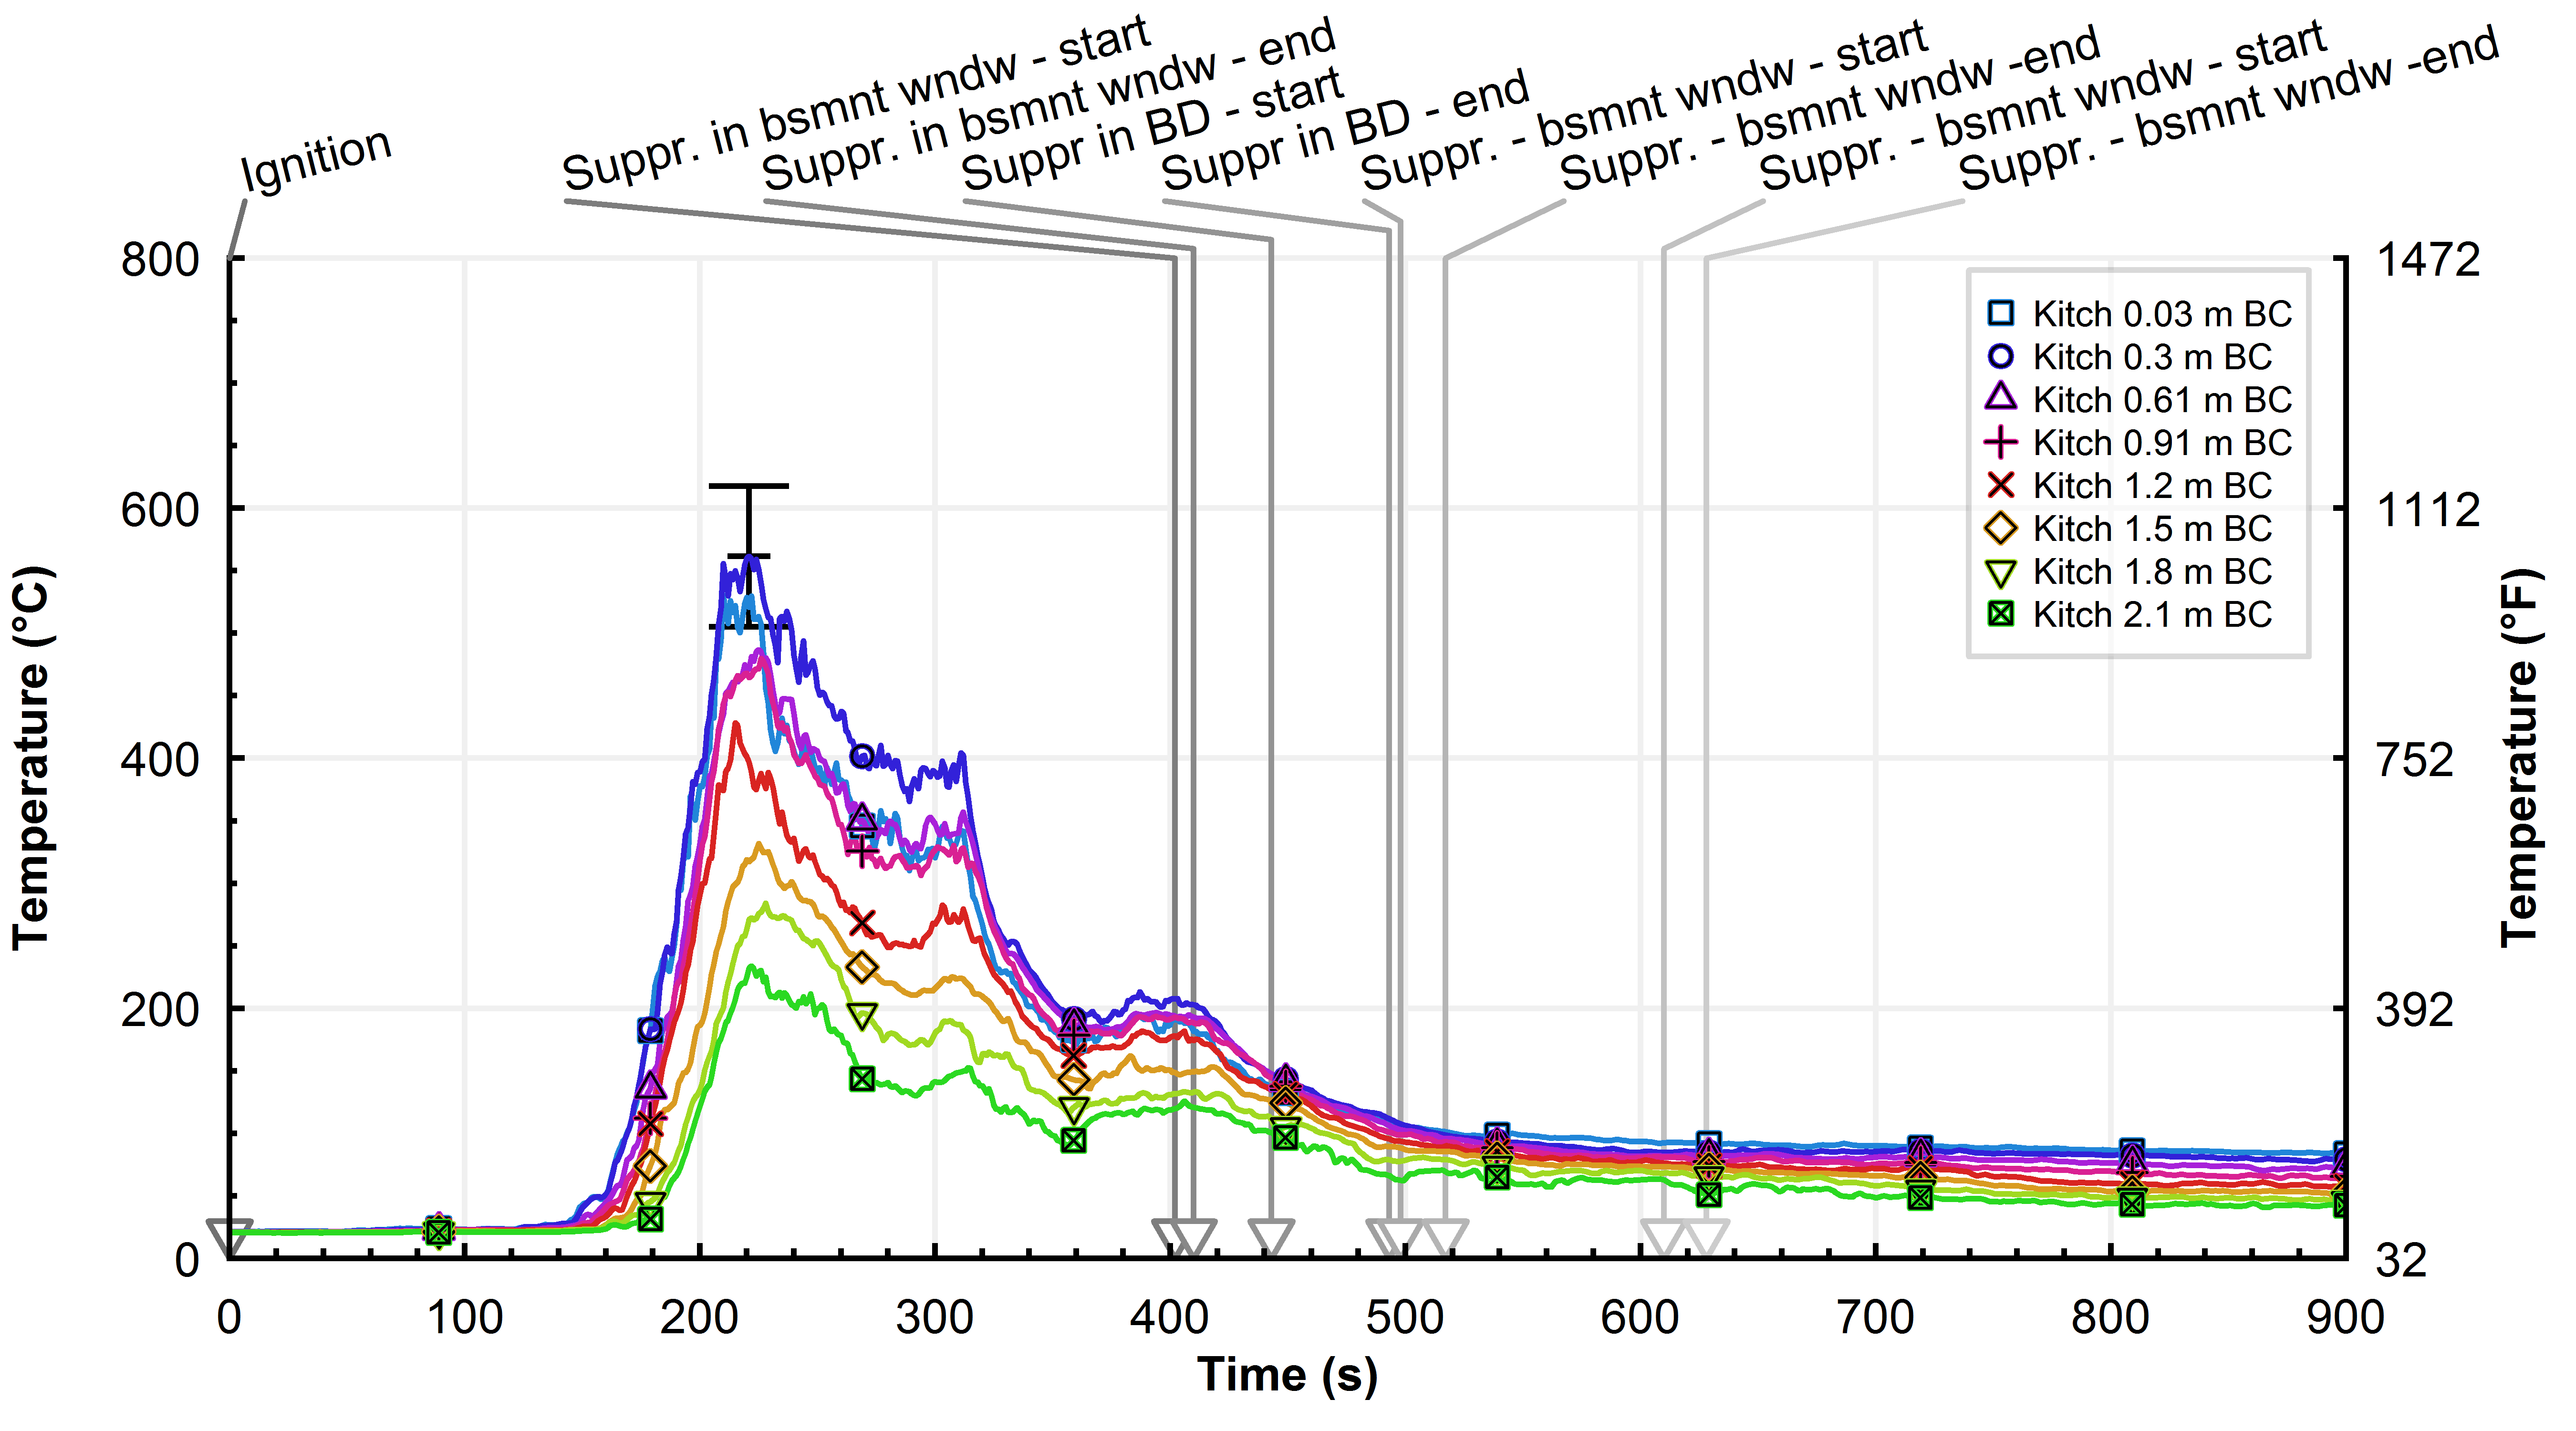 Ignition
Suppr. in bsmnt wndw - start
Suppr. in bsmnt wndw - end
Suppr in BD - start
Suppr in BD - end
Suppr. - bsmnt wndw - start
Suppr. - bsmnt wndw -end
Suppr. - bsmnt wndw - start
Suppr. - bsmnt wndw -end
800
600
400
200
0
Temperature (°C)
1472
1112
752
392
32
Temperature (°F)
Kitch 0.03 m BC
Kitch 0.3 m BC
Kitch 0.61 m BC
Kitch 0.91 m BC
Kitch 1.2 m BC
Kitch 1.5 m BC
Kitch 1.8 m BC
Kitch 2.1 m BC
0 100 200 300 400 500 600 700 800 900
Time (s)